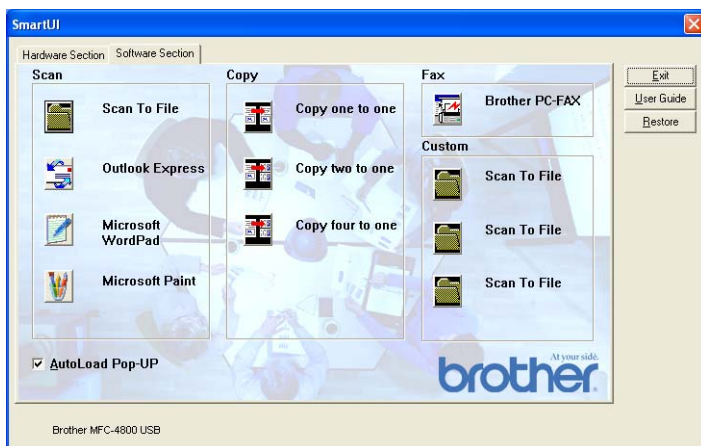 SmartUI
Hardware Section
Software Section
Scan
Scan To File
Outlook Express
Microsoft
WordPad
Microsoft Paint
Copy
Copy one to one
Copy two to one
Copy four to one
Fax
Brother PC-FAX
Custom
Scan To File
Scan To File
Scan To File
Exit
User Guide
Restore
AutoLoad Pop-UP
At your side.
brother
Brother MFC-4800 USB